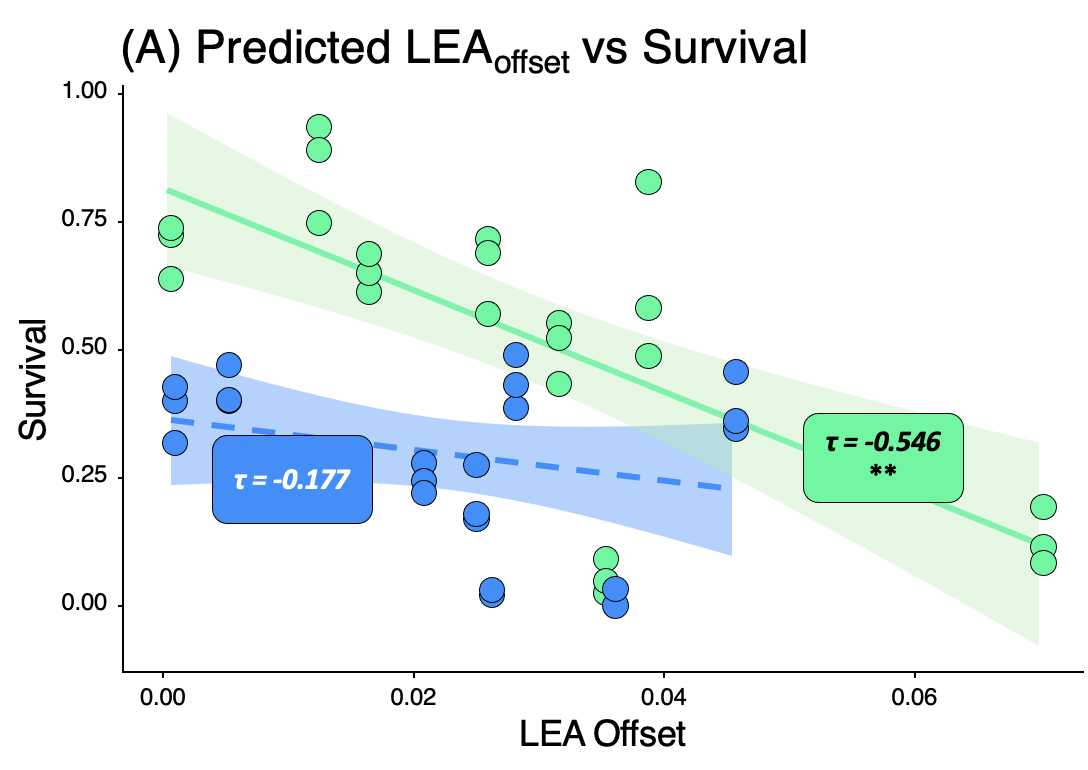 (A) Predicted LEAoffset vs Survival
1.00
0.75
0.50
0.25
0.00
Survival
τ = -0.177
τ = -0.546
**
0.00 0.02 0.04 0.06
LEA Offset